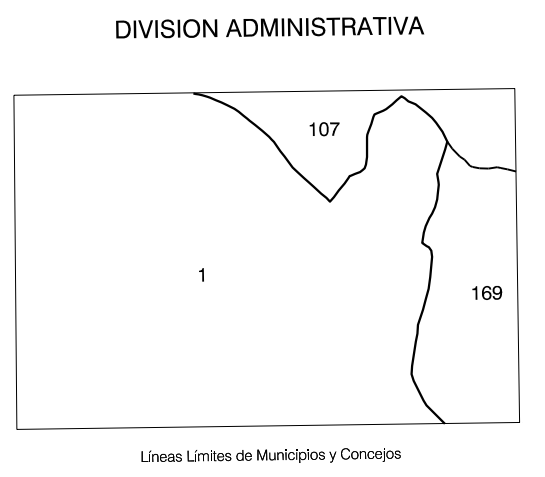 DIVISION ADMINISTRATIVA
107
1
169
Líneas Límites de Municipios y Concejos